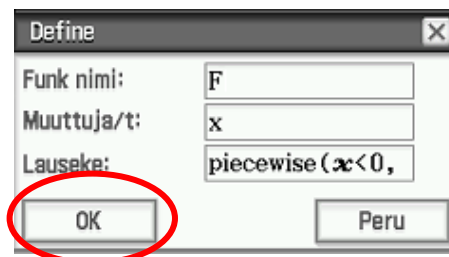 Define
Funk nimi: F
Muuttuja/t: x
Lauseke: piecewise(x<0,
OK Peru